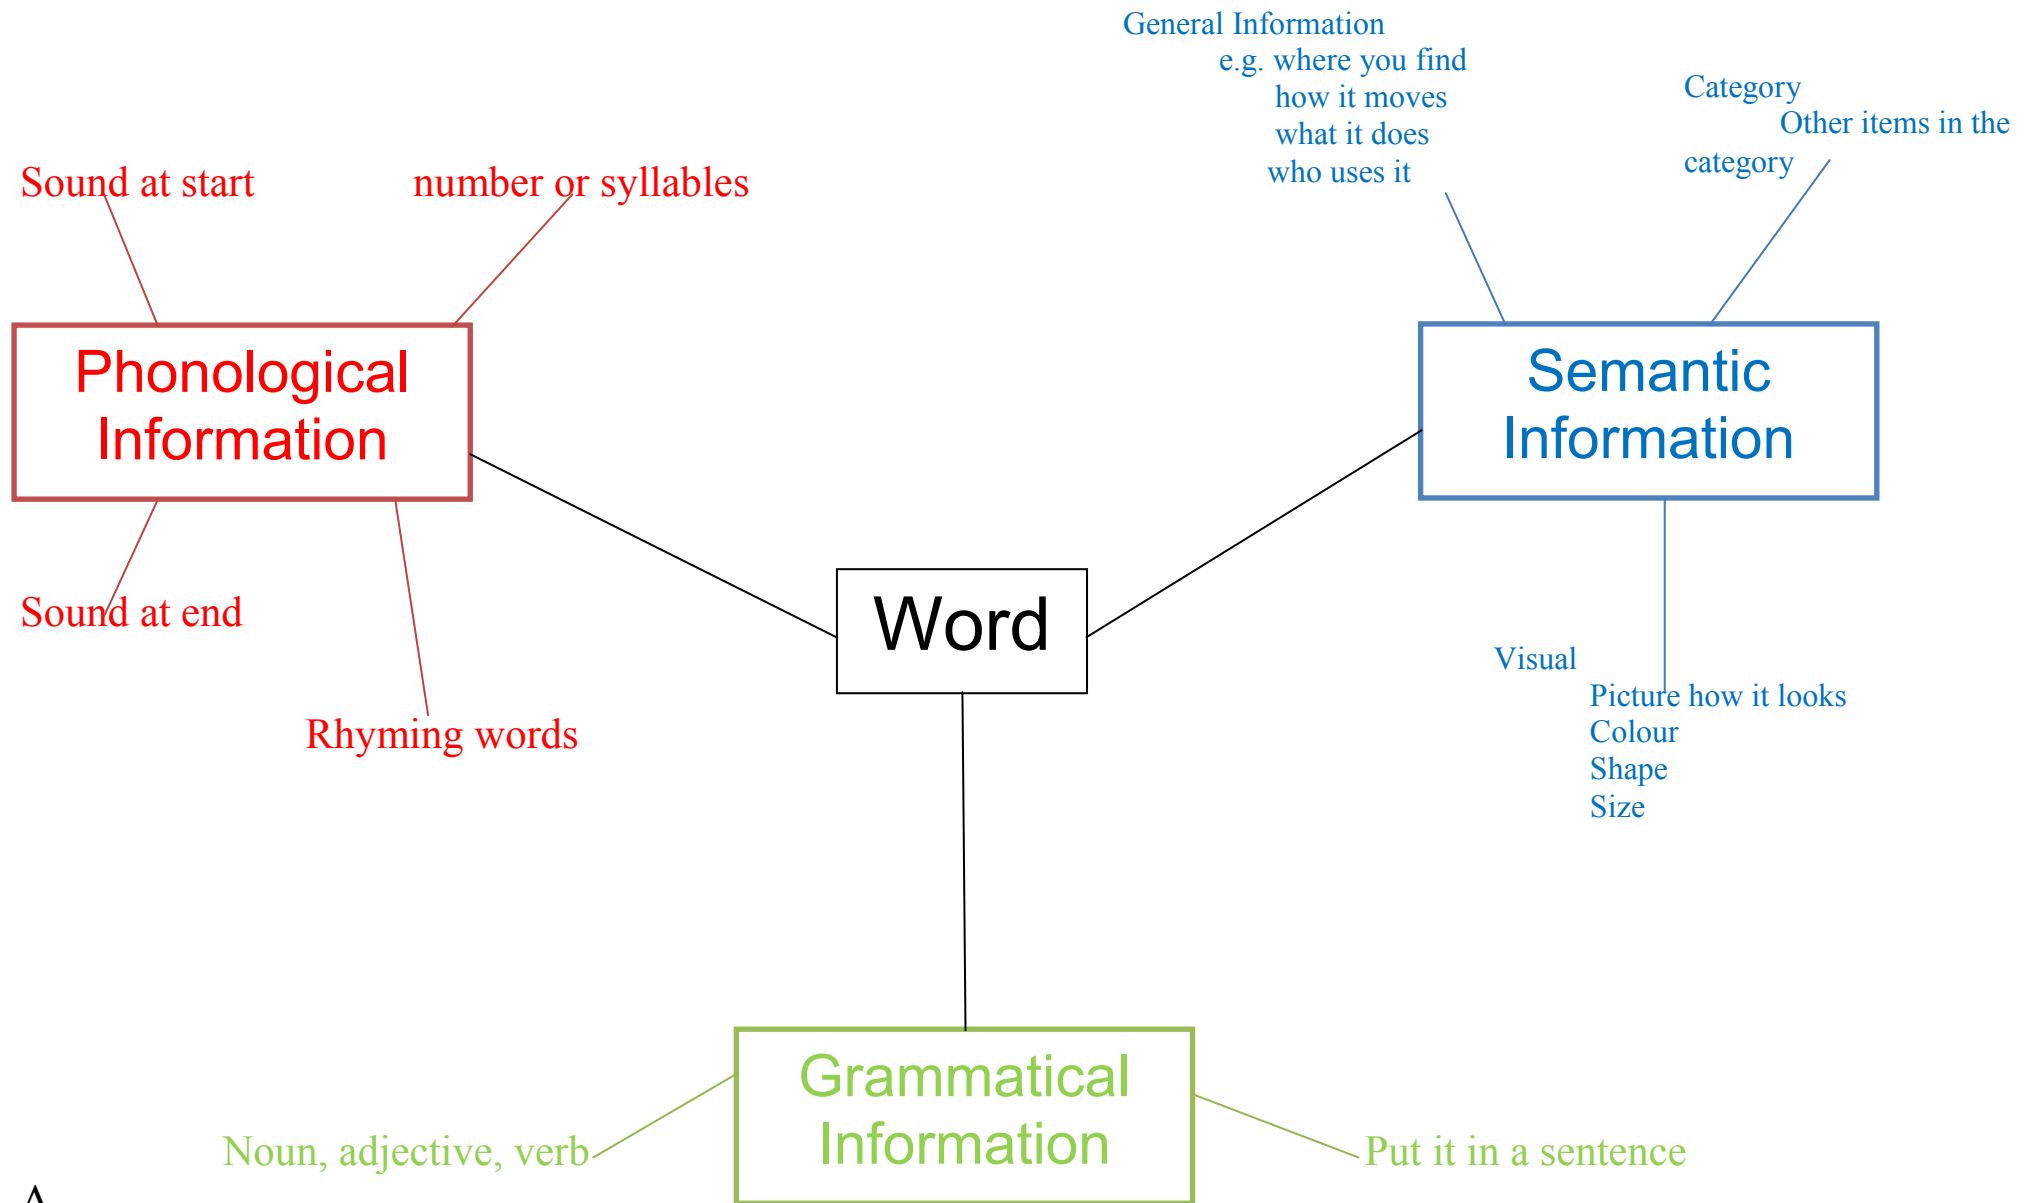 General Information
e.g. where you find
how it moves
what it does
who uses it
Category
Other items in the
category
Sound at start
number or syllables
Phonological
Information
Semantic
Information
Sound at end
Rhyming words
Word
Visual
Picture how it looks
Colour
Shape
Size
Grammatical
Information
Noun, adjective, verb
Put it in a sentence